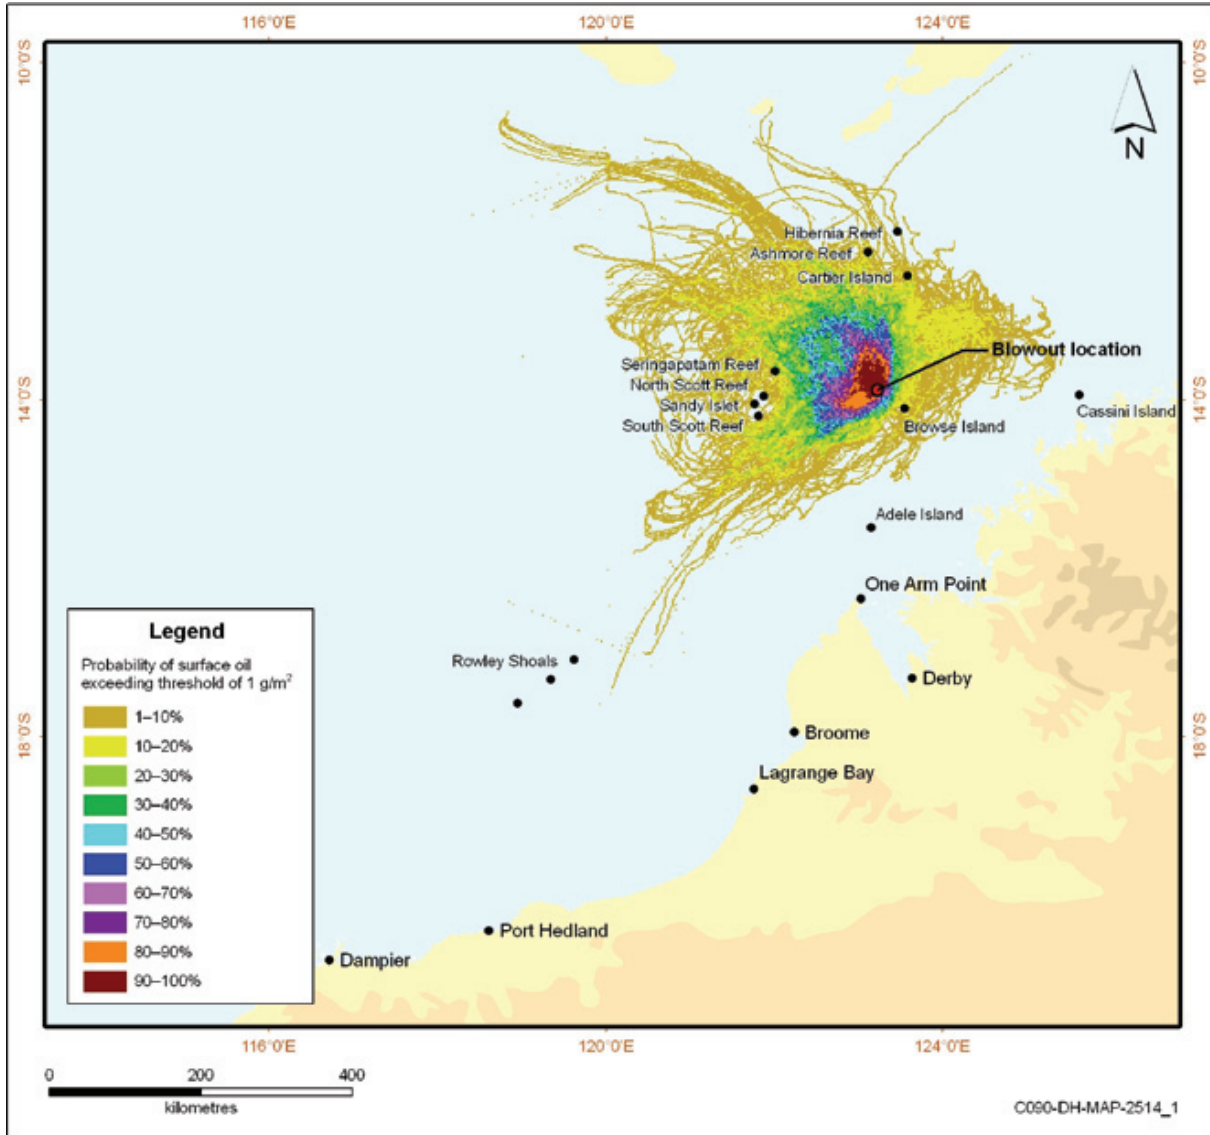 116°0'E
120°0'E
124°0'E
10°0'S
10°0'S
N
Hibernia Reef
Ashmore Reef
Cartier Island
Blowout location
Seringapatam Reef
North Scott Reef
Sandy Islet
South Scott Reef
14°0'S
14°0'S
Cassini Island
Browse Island
Adele Island
One Arm Point
Rowley Shoals
Derby
18°0'S
18°0'S
Broome
Lagrange Bay
Port Hedland
Dampier
Legend
Probability of surface oil
exceeding threshold of 1 g/m²
1–10%
10–20%
20–30%
30–40%
40–50%
50–60%
60–70%
70–80%
80–90%
90–100%
116°0'E
120°0'E
124°0'E
0 200 400
kilometres
C090-DH-MAP-2514_1